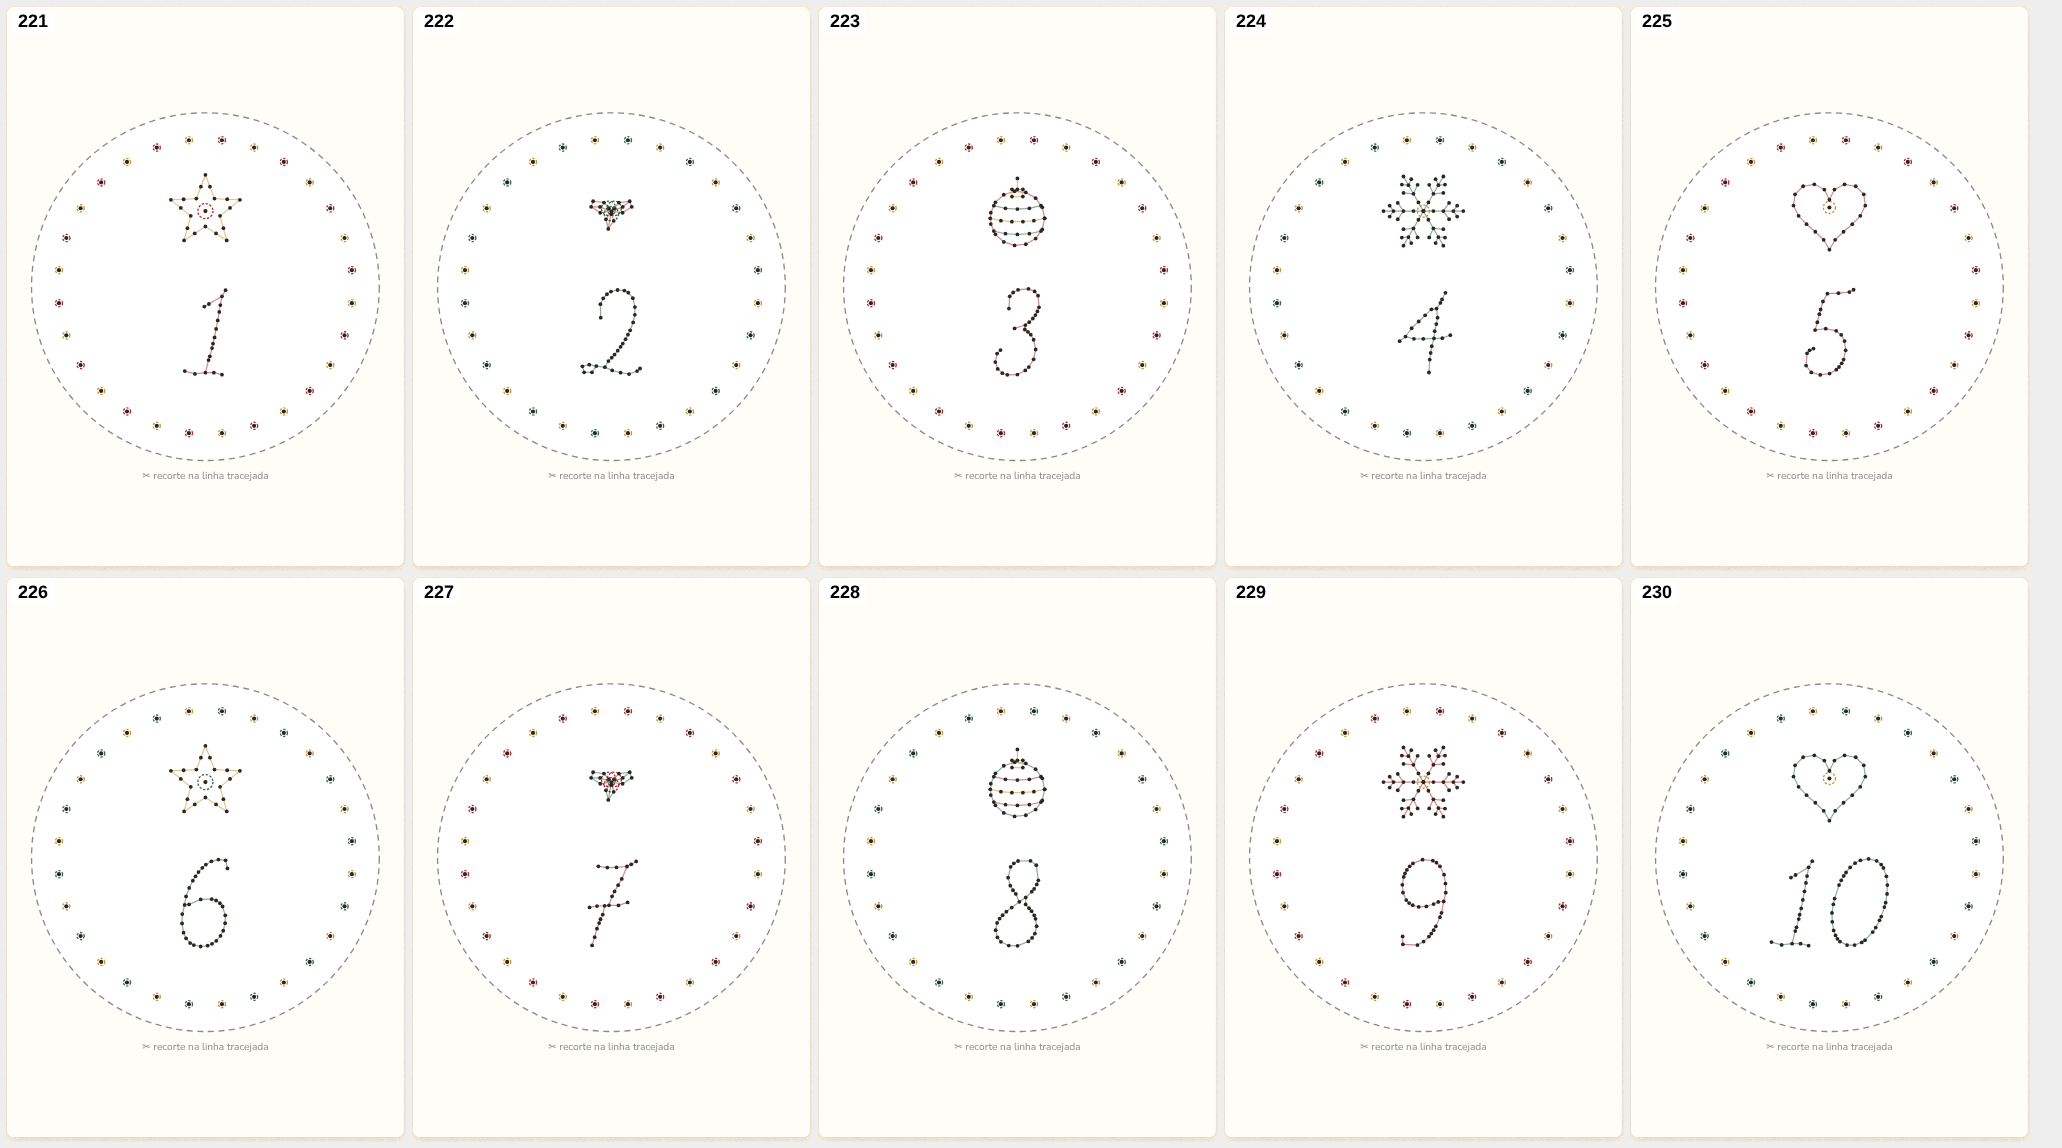 221
222
223
224
225
1
2
3
4
5
✂ recorte na linha tracejada
✂ recorte na linha tracejada
✂ recorte na linha tracejada
✂ recorte na linha tracejada
✂ recorte na linha tracejada
226
227
228
229
230
6
7
8
9
10
✂ recorte na linha tracejada
✂ recorte na linha tracejada
✂ recorte na linha tracejada
✂ recorte na linha tracejada
✂ recorte na linha tracejada